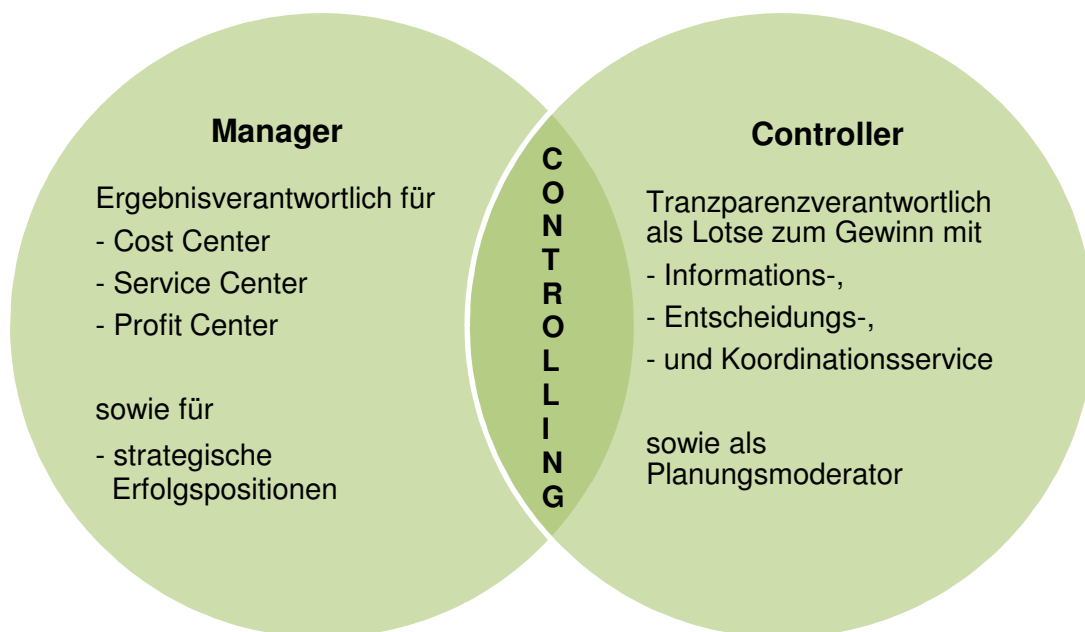 Manager
Ergebnisverantwortlich für
- Cost Center
- Service Center
- Profit Center
sowie für
- strategische
Erfolgspositionen
CONTROLLING
Controller
Tranzparenzverantwortlich
als Lotse zum Gewinn mit
- Informations-,
- Entscheidungs-,
- und Koordinationsservice
sowie als
Planungsmoderator